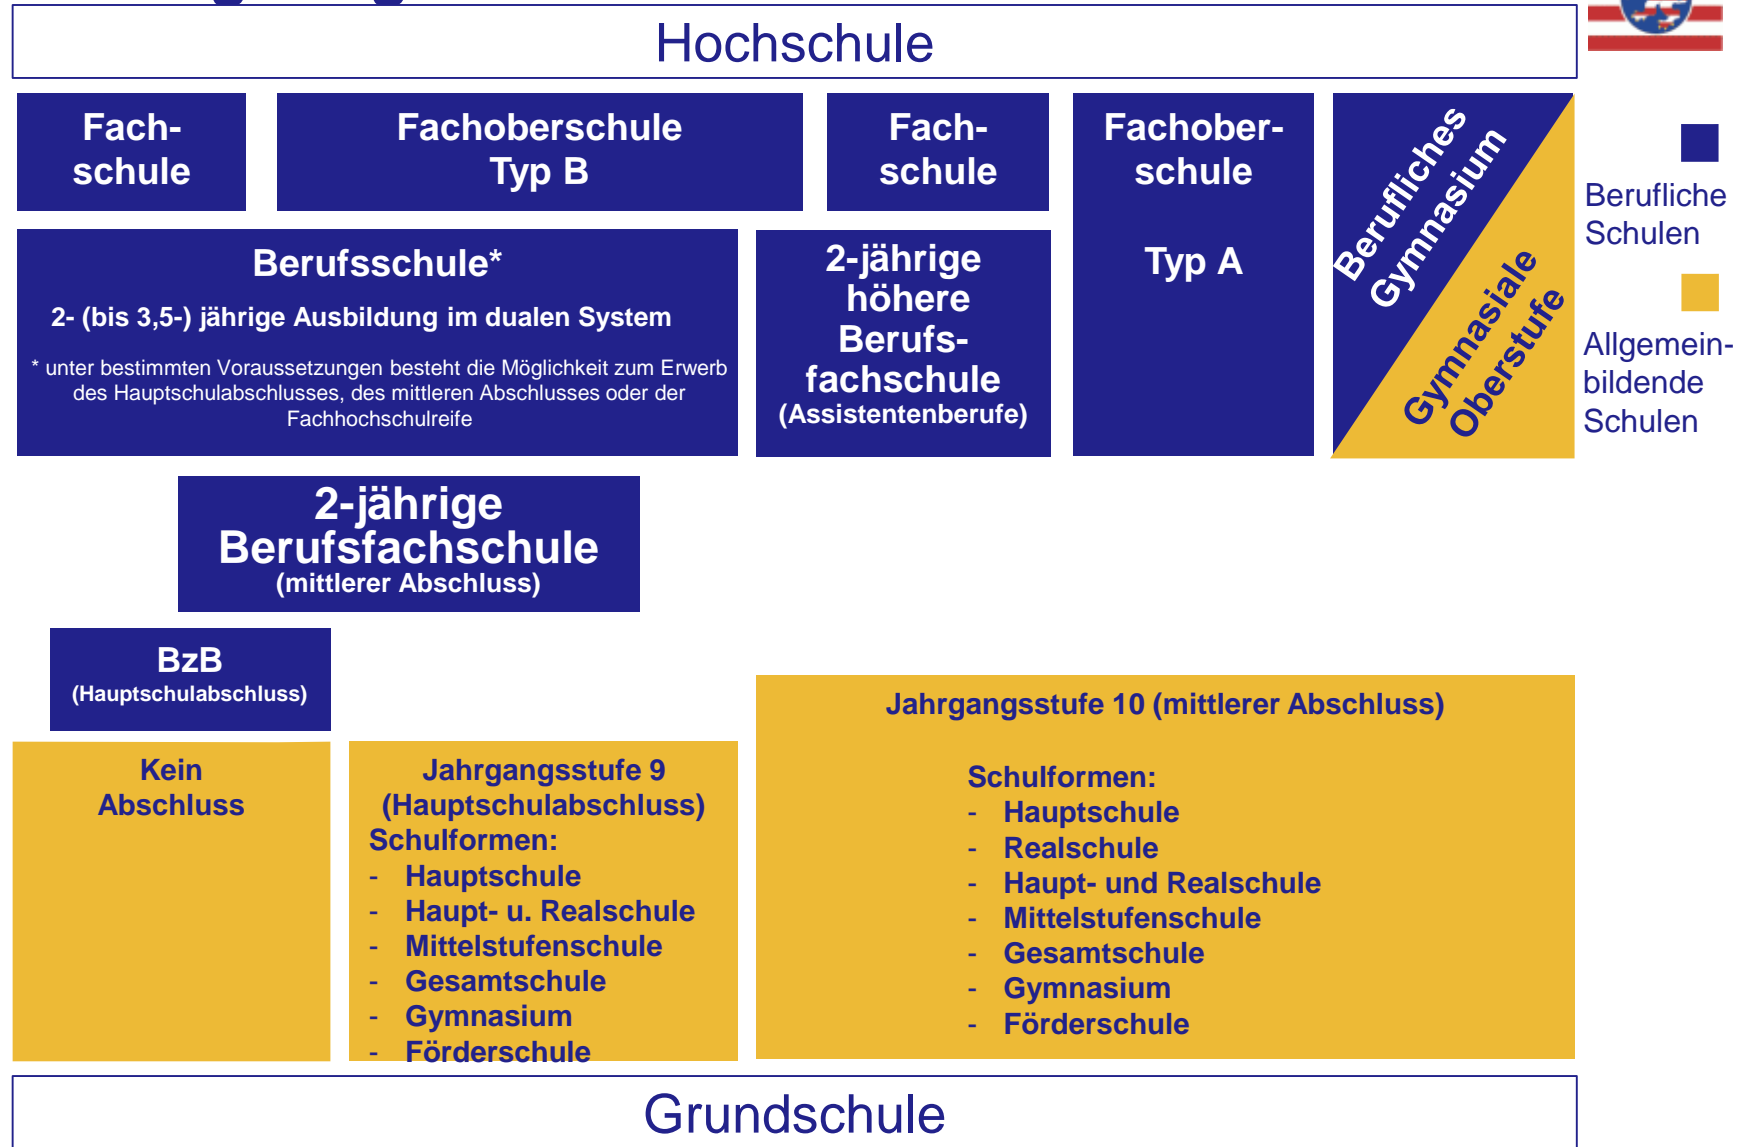 Hochschule
Fach-
schule
Fachoberschule
Typ B
Fach-
schule
Fachober-
schule
Typ A
Berufliches
Gymnasium
Gymnasiale
Oberstufe
Berufliche
Schulen
Allgemein-
bildende
Schulen
Berufsschule*
2- (bis 3,5-) jährige Ausbildung im dualen System
* unter bestimmten Voraussetzungen besteht die Möglichkeit zum Erwerb
des Hauptschulabschlusses, des mittleren Abschlusses oder der
Fachhochschulreife
2-jährige
höhere
Berufs-
fachschule
(Assistentenberufe)
2-jährige
Berufsfachschule
(mittlerer Abschluss)
BzB
(Hauptschulabschluss)
Kein
Abschluss
Jahrgangsstufe 9
(Hauptschulabschluss)
Schulformen:
- Hauptschule
- Haupt- u. Realschule
- Mittelstufenschule
- Gesamtschule
- Gymnasium
- Förderschule
Jahrgangsstufe 10 (mittlerer Abschluss)
Schulformen:
- Hauptschule
- Realschule
- Haupt- und Realschule
- Mittelstufenschule
- Gesamtschule
- Gymnasium
- Förderschule
Grundschule